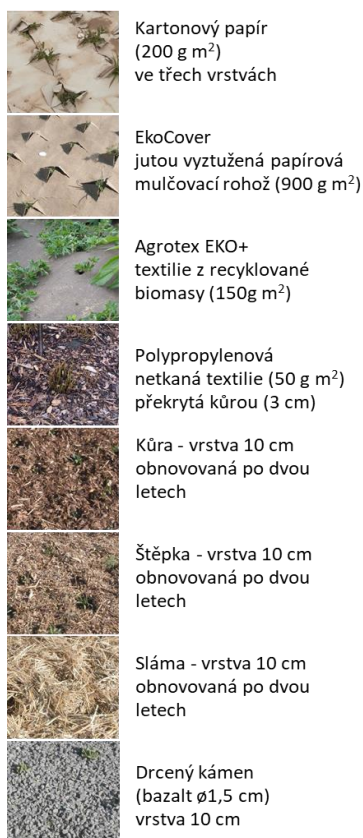 Kartonový papír
(200 g m²)
ve třech vrstvách
EkoCover
jutou vyztužená papírová
mulčovací rohož (900 g m²)
Agrotex EKO+
textilie z recyklované
biomasy (150g m²)
Polypropylenová
netkaná textilie (50 g m²)
překrytá kůrou (3 cm)
Kůra - vrstva 10 cm
obnovovaná po dvou
letech
Štěpka - vrstva 10 cm
obnovovaná po dvou
letech
Sláma - vrstva 10 cm
obnovovaná po dvou
letech
Drcený kámen
(bazalt ø1,5 cm)
vrstva 10 cm